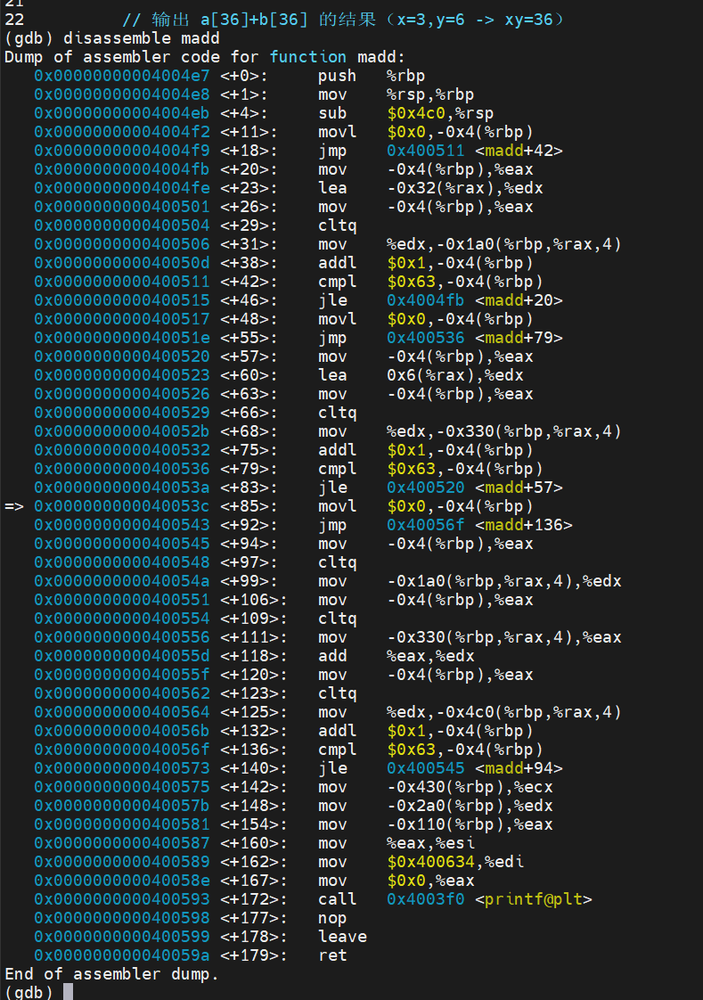 21
22          // 输出 a[36]+b[36] 的结果（x=3,y=6 -> xy=36）
(gdb) disassemble madd
Dump of assembler code for function madd:
   0x00000000004004e7 <+0>:     push   %rbp
   0x00000000004004e8 <+1>:     mov    %rsp,%rbp
   0x00000000004004eb <+4>:     sub    $0x4c0,%rsp
   0x00000000004004f2 <+11>:    movl   $0x0,-0x4(%rbp)
   0x00000000004004f9 <+18>:    jmp    0x400511 <madd+42>
   0x00000000004004fb <+20>:    mov    -0x4(%rbp),%eax
   0x00000000004004fe <+23>:    lea    -0x32(%rax),%edx
   0x0000000000400501 <+26>:    mov    -0x4(%rbp),%eax
   0x0000000000400504 <+29>:    cltq
   0x0000000000400506 <+31>:    mov    %edx,-0x1a0(%rbp,%rax,4)
   0x000000000040050d <+38>:    addl   $0x1,-0x4(%rbp)
   0x0000000000400511 <+42>:    cmpl   $0x63,-0x4(%rbp)
   0x0000000000400515 <+46>:    jle    0x4004fb <madd+20>
   0x0000000000400517 <+48>:    movl   $0x0,-0x4(%rbp)
   0x000000000040051e <+55>:    jmp    0x400536 <madd+79>
   0x0000000000400520 <+57>:    mov    -0x4(%rbp),%eax
   0x0000000000400523 <+60>:    lea    0x6(%rax),%edx
   0x0000000000400526 <+63>:    mov    -0x4(%rbp),%eax
   0x0000000000400529 <+66>:    cltq
   0x000000000040052b <+68>:    mov    %edx,-0x330(%rbp,%rax,4)
   0x0000000000400532 <+75>:    addl   $0x1,-0x4(%rbp)
   0x0000000000400536 <+79>:    cmpl   $0x63,-0x4(%rbp)
   0x000000000040053a <+83>:    jle    0x400520 <madd+57>
=> 0x000000000040053c <+85>:    movl   $0x0,-0x4(%rbp)
   0x0000000000400543 <+92>:    jmp    0x40056f <madd+136>
   0x0000000000400545 <+94>:    mov    -0x4(%rbp),%eax
   0x0000000000400548 <+97>:    cltq
   0x000000000040054a <+99>:    mov    -0x1a0(%rbp,%rax,4),%edx
   0x0000000000400551 <+106>:   mov    -0x4(%rbp),%eax
   0x0000000000400554 <+109>:   cltq
   0x0000000000400556 <+111>:   mov    -0x330(%rbp,%rax,4),%eax
   0x000000000040055d <+118>:   add    %eax,%edx
   0x000000000040055f <+120>:   mov    -0x4(%rbp),%eax
   0x0000000000400562 <+123>:   cltq
   0x0000000000400564 <+125>:   mov    %edx,-0x4c0(%rbp,%rax,4)
   0x000000000040056b <+132>:   addl   $0x1,-0x4(%rbp)
   0x000000000040056f <+136>:   cmpl   $0x63,-0x4(%rbp)
   0x0000000000400573 <+140>:   jle    0x400545 <madd+94>
   0x0000000000400575 <+142>:   mov    -0x430(%rbp),%ecx
   0x000000000040057b <+148>:   mov    -0x2a0(%rbp),%edx
   0x0000000000400581 <+154>:   mov    -0x110(%rbp),%eax
   0x0000000000400587 <+160>:   mov    %eax,%esi
   0x0000000000400589 <+162>:   mov    $0x400634,%edi
   0x000000000040058e <+167>:   mov    $0x0,%eax
   0x0000000000400593 <+172>:   call   0x4003f0 <printf@plt>
   0x0000000000400598 <+177>:   nop
   0x0000000000400599 <+178>:   leave
   0x000000000040059a <+179>:   ret
End of assembler dump.
(gdb)